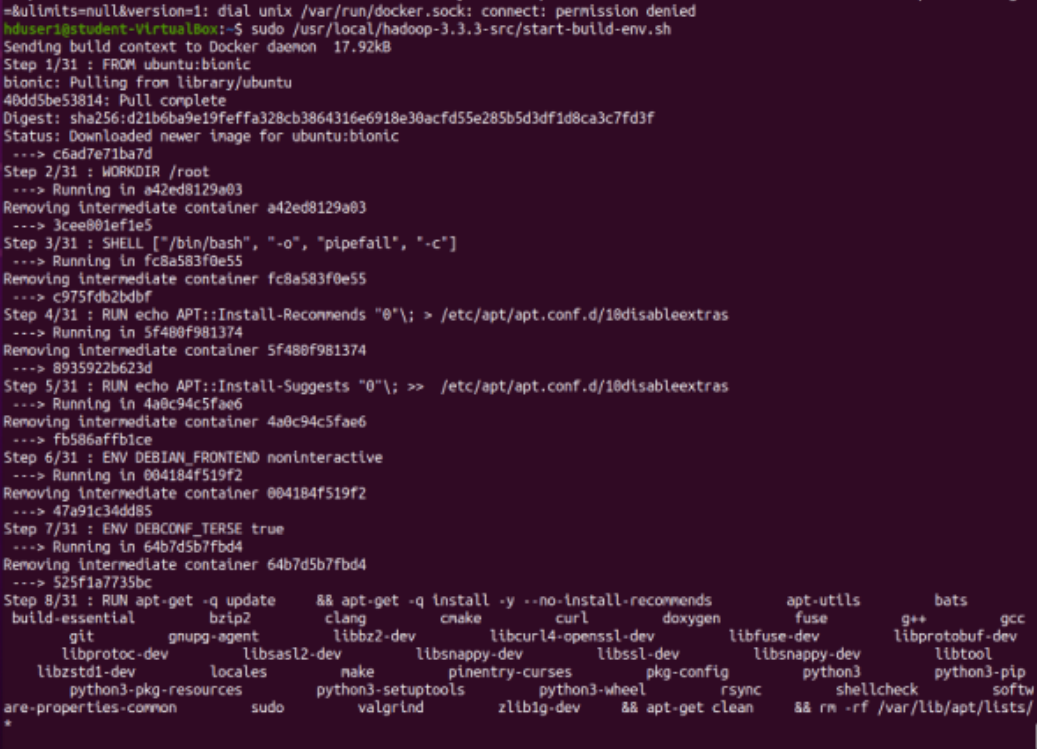 =&ulimits=null&version=1: dial unix /var/run/docker.sock: connect: permission denied
hduser1@student-VirtualBox:~$ sudo /usr/local/hadoop-3.3.3-src/start-build-env.sh
Sending build context to Docker daemon  17.92kB
Step 1/31 : FROM ubuntu:bionic
bionic: Pulling from library/ubuntu
40dd5be53814: Pull complete
Digest: sha256:d21b6ba9e19feffa328cb3864316e6918e30acfd55e285b5d3df1d8ca3c7fd3f
Status: Downloaded newer image for ubuntu:bionic
 ---> c6ad7e71ba7d
Step 2/31 : WORKDIR /root
 ---> Running in a42ed8129a03
Removing intermediate container a42ed8129a03
 ---> 3cee801ef1e5
Step 3/31 : SHELL ["/bin/bash", "-o", "pipefail", "-c"]
 ---> Running in fc8a583f0e55
Removing intermediate container fc8a583f0e55
 ---> c975fdb2bdbf
Step 4/31 : RUN echo APT::Install-Recommends "0"\; > /etc/apt/apt.conf.d/10disableextras
 ---> Running in 5f480f981374
Removing intermediate container 5f480f981374
 ---> 8935922b623d
Step 5/31 : RUN echo APT::Install-Suggests "0"\; >>  /etc/apt/apt.conf.d/10disableextras
 ---> Running in 4a0c94c5fae6
Removing intermediate container 4a0c94c5fae6
 ---> fb586affb1ce
Step 6/31 : ENV DEBIAN_FRONTEND noninteractive
 ---> Running in 004184f519f2
Removing intermediate container 004184f519f2
 ---> 47a91c34dd85
Step 7/31 : ENV DEBCONF_TERSE true
 ---> Running in 64b7d5b7fbd4
Removing intermediate container 64b7d5b7fbd4
 ---> 525f1a7735bc
Step 8/31 : RUN apt-get -q update     && apt-get -q install -y --no-install-recommends         apt-utils         bats
 build-essential         bzip2         clang         cmake         curl         doxygen         fuse         g++         gcc
         git         gnupg-agent         libbz2-dev         libcurl4-openssl-dev         libfuse-dev         libprotobuf-dev
        libprotoc-dev         libsasl2-dev         libsnappy-dev         libssl-dev         libsnappy-dev         libtool
     libzstd1-dev         locales         make         pinentry-curses         pkg-config         python3         python3-pip
         python3-pkg-resources         python3-setuptools         python3-wheel         rsync         shellcheck         softw
are-properties-common         sudo         valgrind         zlib1g-dev     && apt-get clean     && rm -rf /var/lib/apt/lists/
*